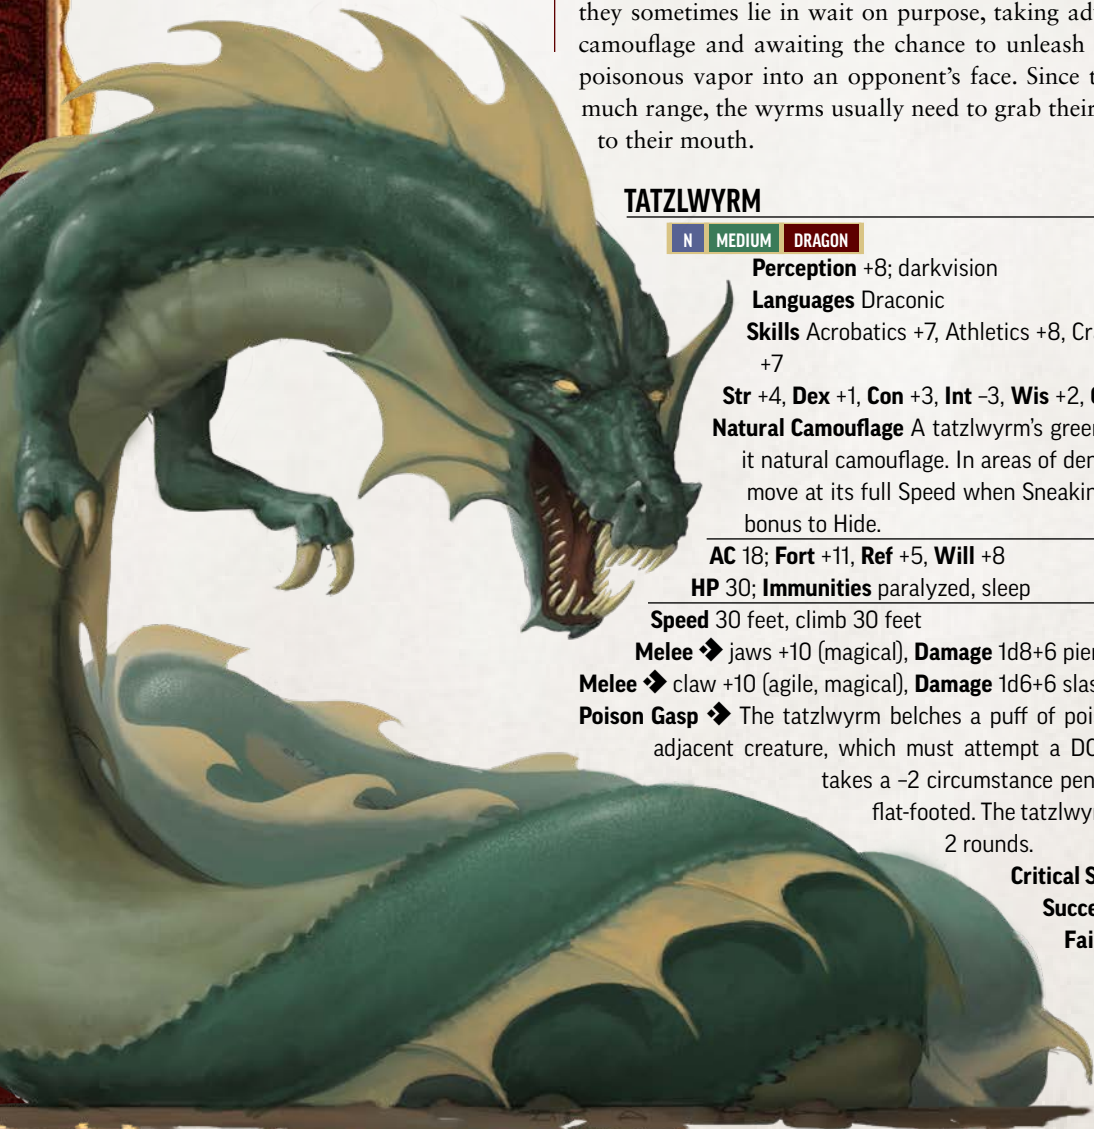 they sometimes lie in wait on purpose, taking ad
camouflage and awaiting the chance to unleash
poisonous vapor into an opponent's face. Since t
much range, the wyrms usually need to grab their
to their mouth.
TATZLWYRM
N MEDIUM DRAGON
Perception +8; darkvision
Languages Draconic
Skills Acrobatics +7, Athletics +8, Cr
+7
Str +4, Dex +1, Con +3, Int –3, Wis +2,
Natural Camouflage A tatzlwyrm's green
it natural camouflage. In areas of den
move at its full Speed when Sneakin
bonus to Hide.
AC 18; Fort +11, Ref +5, Will +8
HP 30; Immunities paralyzed, sleep
Speed 30 feet, climb 30 feet
Melee jaws +10 (magical), Damage 1d8+6 pier
Melee claw +10 (agile, magical), Damage 1d6+6 slas
Poison Gasp The tatzlwyrm belches a puff of poi
adjacent creature, which must attempt a DC
takes a –2 circumstance pen
flat-footed. The tatzlwy
2 rounds.
Critical S
Succe
Fai